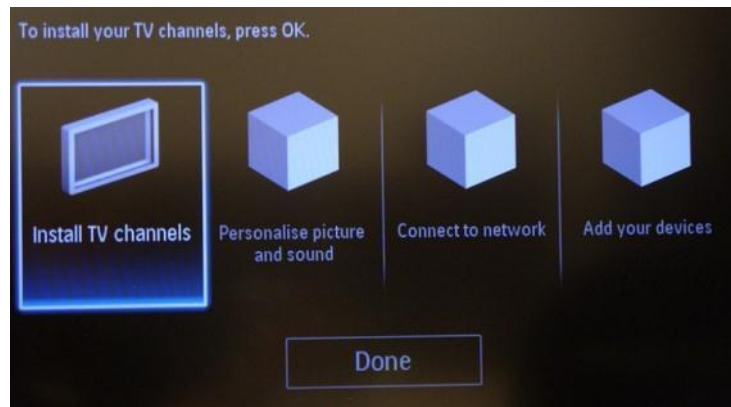 To install your TV channels, press OK.
Install TV channels
Personalise picture
and sound
Connect to network
Add your devices
Done